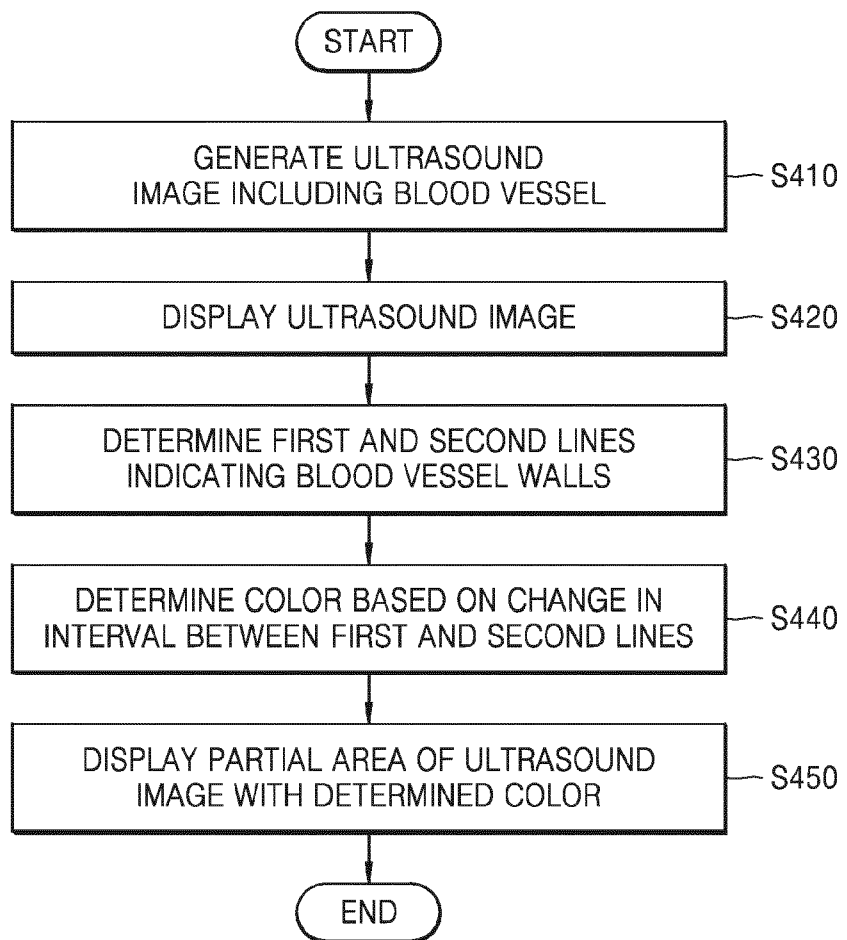 START
GENERATE ULTRASOUND
IMAGE INCLUDING BLOOD VESSEL
S410
DISPLAY ULTRASOUND IMAGE
S420
DETERMINE FIRST AND SECOND LINES
INDICATING BLOOD VESSEL WALLS
S430
DETERMINE COLOR BASED ON CHANGE IN
INTERVAL BETWEEN FIRST AND SECOND LINES
S440
DISPLAY PARTIAL AREA OF ULTRASOUND
IMAGE WITH DETERMINED COLOR
S450
END